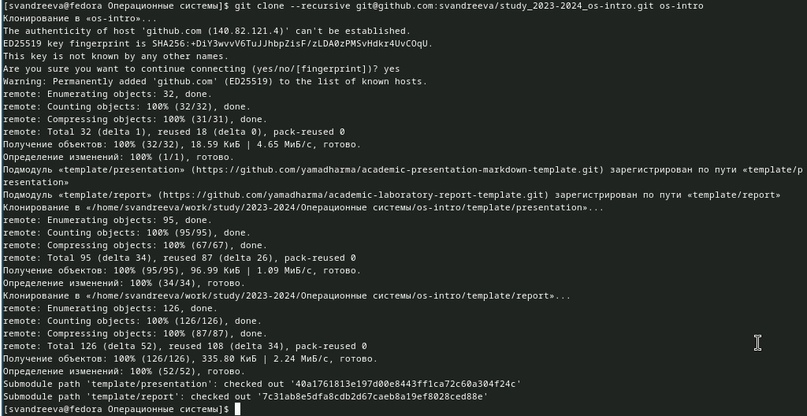 [svandreeva@fedora Операционные системы]$ git clone --recursive git@github.com:svandreeva/study_2023-2024_os-intro.git os-intro
Клонирование в «os-intro»...
The authenticity of host 'github.com (140.82.121.4)' can't be established.
ED25519 key fingerprint is SHA256:+DiY3wvvV6TuJJhbpZisF/zLDA0zPMSvHdkr4UvCOqU.
This key is not known by any other names.
Are you sure you want to continue connecting (yes/no/[fingerprint])? yes
Warning: Permanently added 'github.com' (ED25519) to the list of known hosts.
remote: Enumerating objects: 32, done.
remote: Counting objects: 100% (32/32), done.
remote: Compressing objects: 100% (31/31), done.
remote: Total 32 (delta 1), reused 18 (delta 0), pack-reused 0
Получение объектов: 100% (32/32), 18.59 КиБ | 4.65 МиБ/с, готово.
Определение изменений: 100% (1/1), готово.
Подмодуль «template/presentation» (https://github.com/yamadharma/academic-presentation-markdown-template.git) зарегистрирован по пути «template/p
resentation»
Подмодуль «template/report» (https://github.com/yamadharma/academic-laboratory-report-template.git) зарегистрирован по пути «template/report»
Клонирование в «/home/svandreeva/work/study/2023-2024/Операционные системы/os-intro/template/presentation»...
remote: Enumerating objects: 95, done.
remote: Counting objects: 100% (95/95), done.
remote: Compressing objects: 100% (67/67), done.
remote: Total 95 (delta 34), reused 87 (delta 26), pack-reused 0
Получение объектов: 100% (95/95), 96.99 КиБ | 1.09 МиБ/с, готово.
Определение изменений: 100% (34/34), готово.
Клонирование в «/home/svandreeva/work/study/2023-2024/Операционные системы/os-intro/template/report»...
remote: Enumerating objects: 126, done.
remote: Counting objects: 100% (126/126), done.
remote: Compressing objects: 100% (87/87), done.
remote: Total 126 (delta 52), reused 108 (delta 34), pack-reused 0
Получение объектов: 100% (126/126), 335.80 КиБ | 2.24 МиБ/с, готово.
Определение изменений: 100% (52/52), готово.
Submodule path 'template/presentation': checked out '40a1761813e197d00e8443ff1ca72c60a304f24c'
Submodule path 'template/report': checked out '7c31ab8e5dfa8cdb2d67caeb8a19ef8028ced88e'
[svandreeva@fedora Операционные системы]$